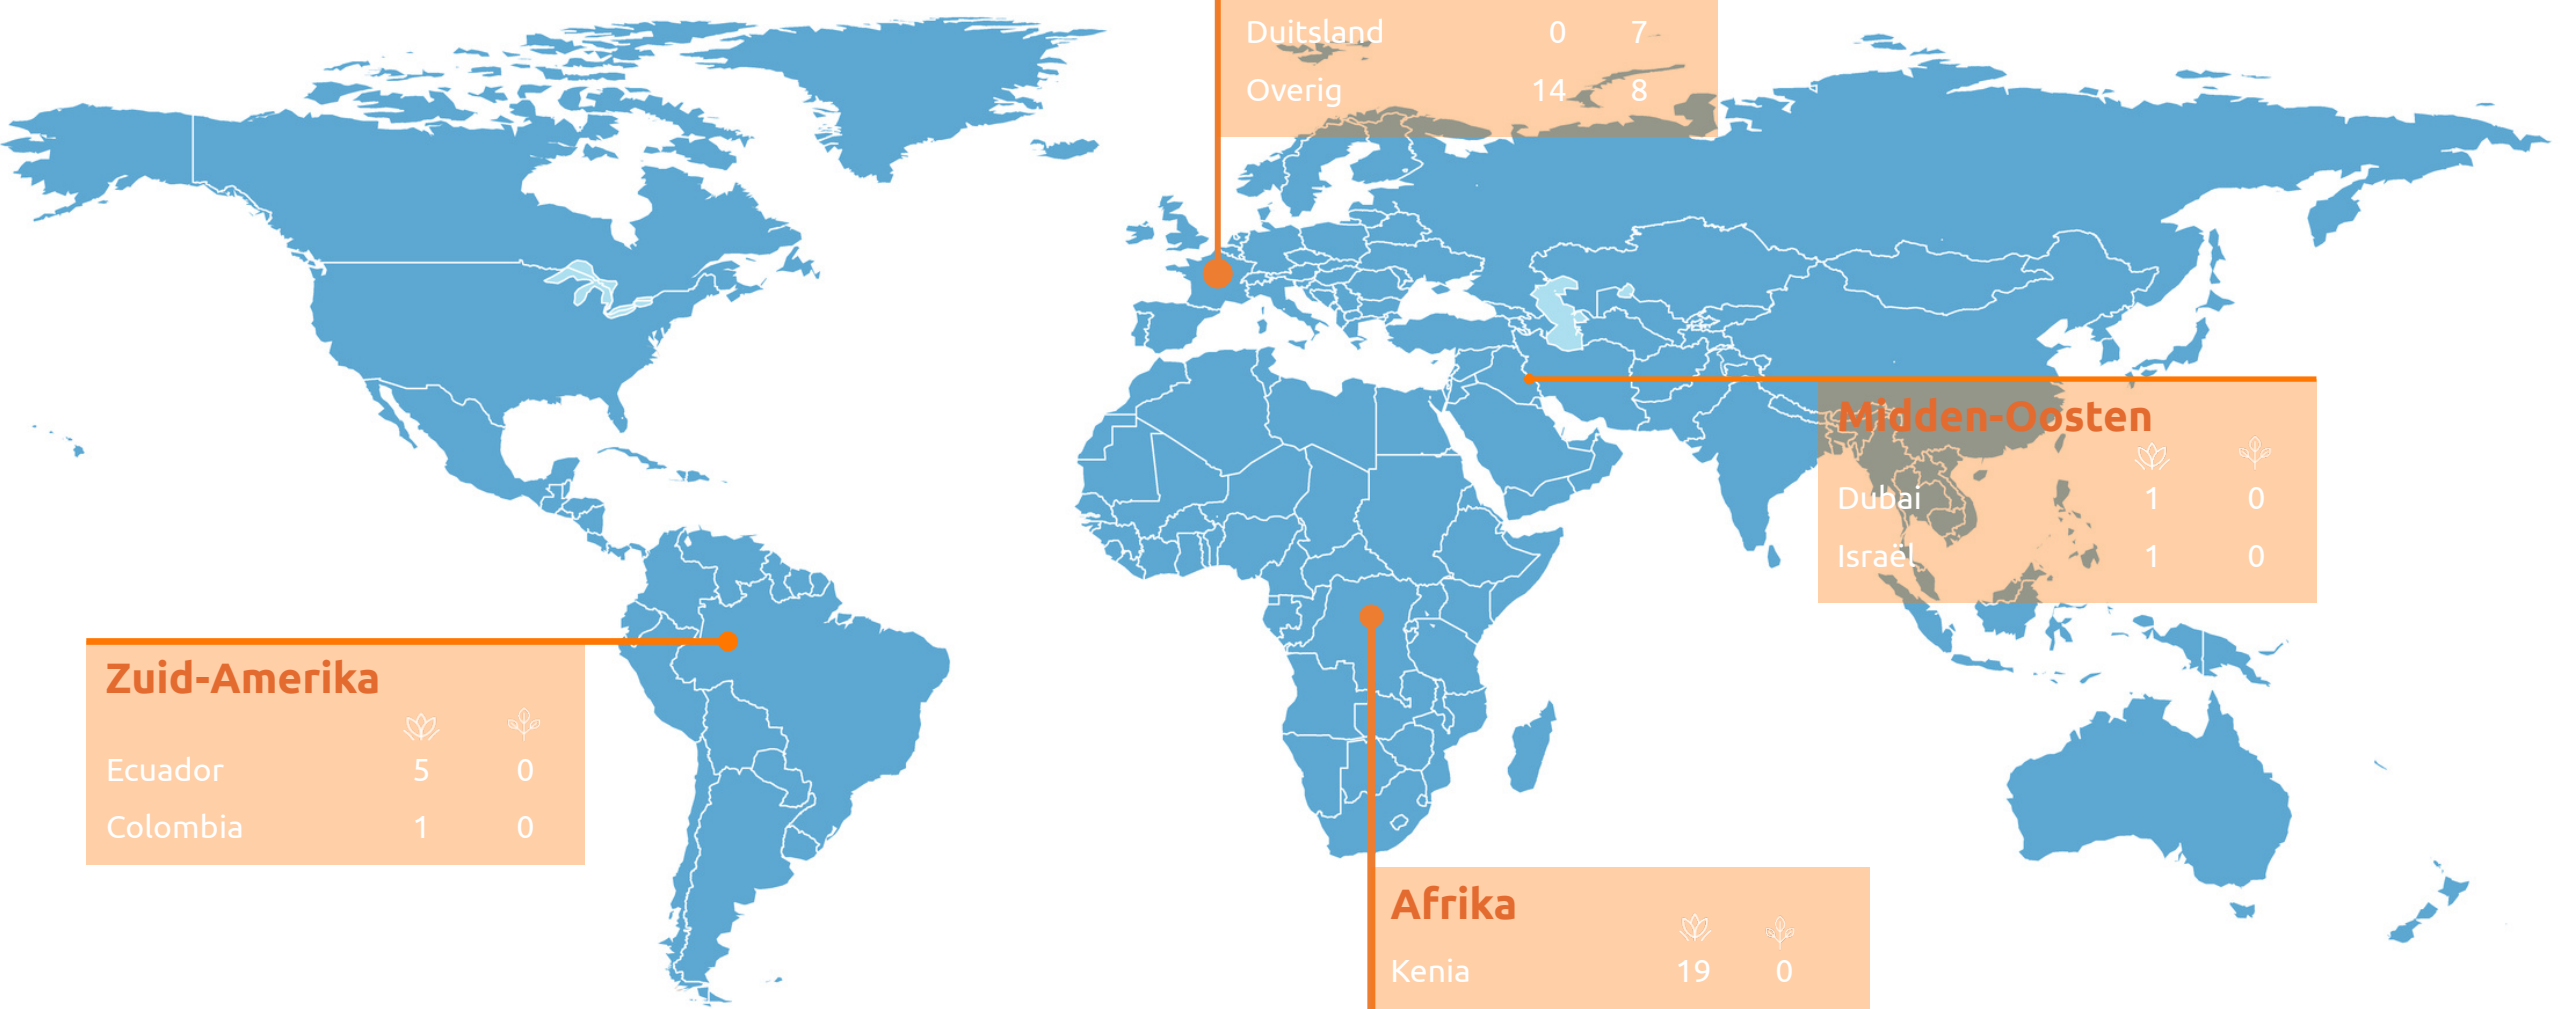 Duitsland 0 7
Overig 14 8
Midden-Oosten
Dubai 1 0
Israël 1 0
Zuid-Amerika
Ecuador 5 0
Colombia 1 0
Afrika
Kenia 19 0